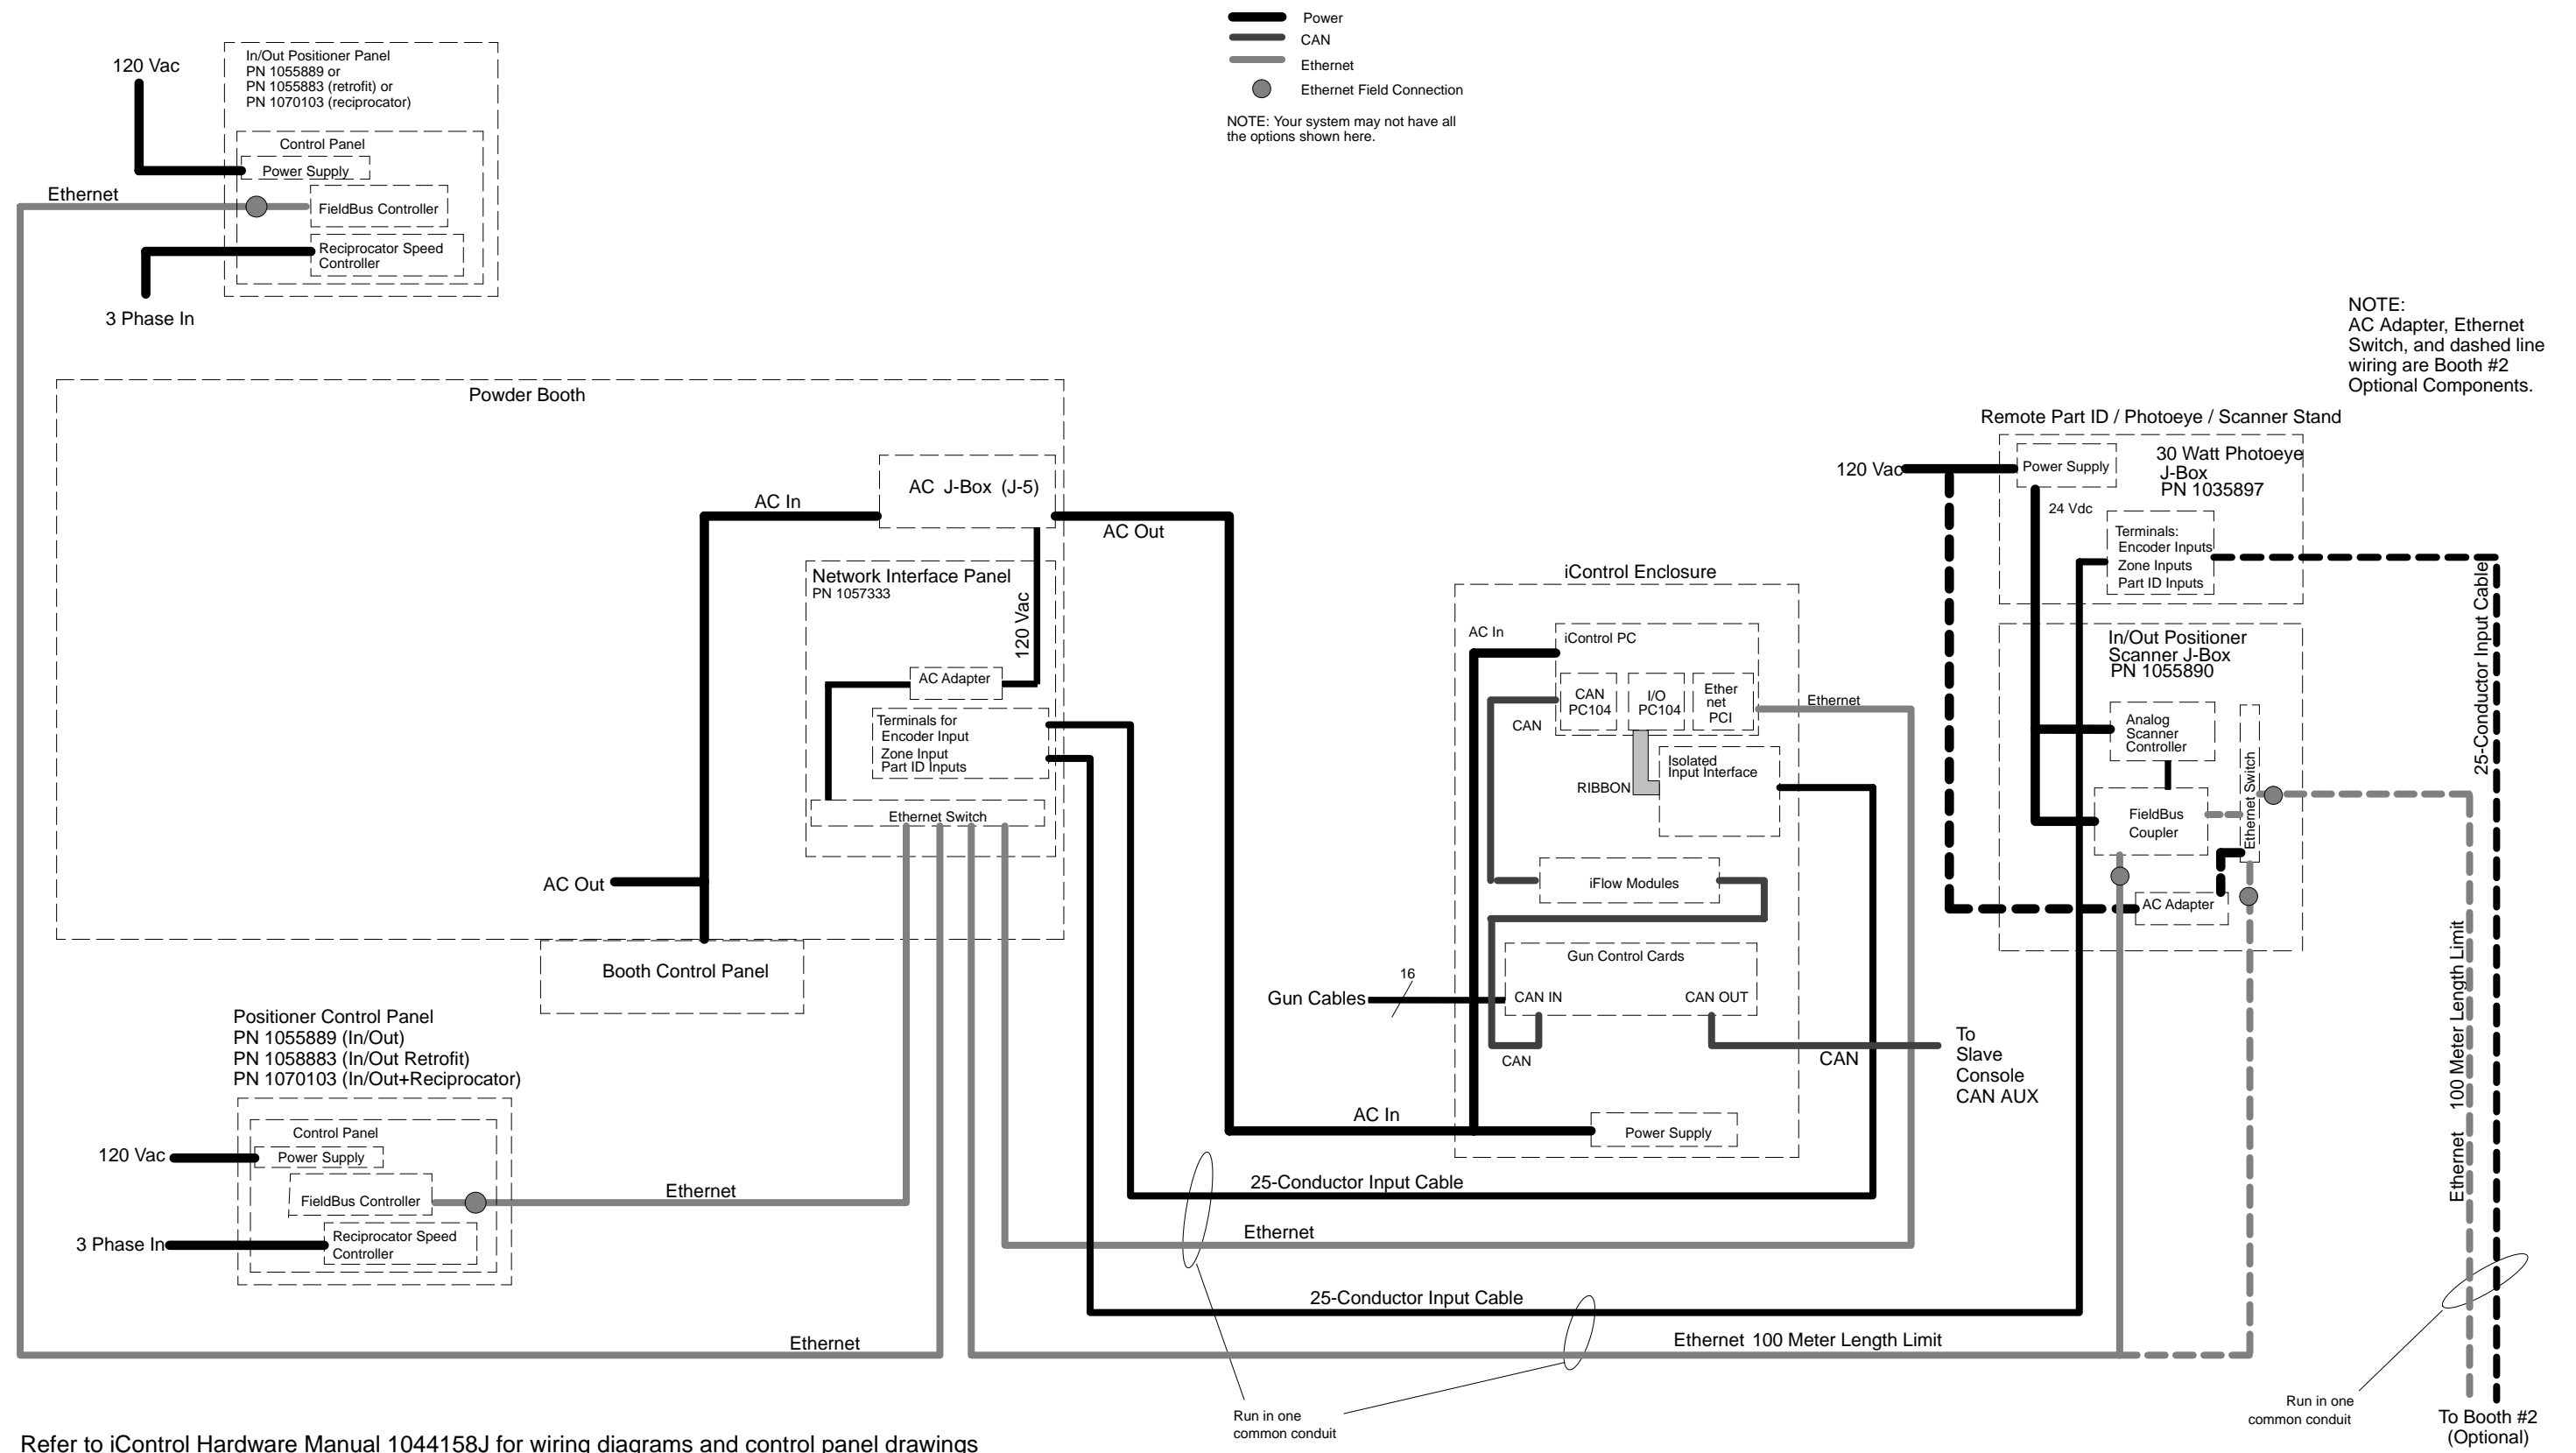 Power
CAN
Ethernet
Ethernet Field Connection
NOTE: Your system may not have all
the options shown here.
120 Vac
In/Out Positioner Panel
PN 1055889 or
PN 1055883 (retrofit) or
PN 1070103 (reciprocator)
Control Panel
Power Supply
Ethernet
FieldBus Controller
Reciprocator Speed
Controller
3 Phase In
NOTE:
AC Adapter, Ethernet
Switch, and dashed line
wiring are Booth #2
Optional Components.
Powder Booth
AC J-Box (J-5)
AC In
AC Out
Network Interface Panel
PN 1057333
120 Vac
AC Adapter
Terminals for
Encoder Input
Zone Input
Part ID Inputs
Ethernet Switch
AC Out
Booth Control Panel
iControl Enclosure
AC In
iControl PC
CAN
PC104
I/O
PC104
Ether
net
PCI
Ethernet
CAN
Isolated
Input Interface
RIBBON
iFlow Modules
Gun Control Cards
CAN IN
CAN OUT
Gun Cables
16
CAN
CAN
To
Slave
Console
CAN AUX
AC In
Power Supply
Remote Part ID / Photoeye / Scanner Stand
120 Vac
Power Supply
30 Watt Photoeye
J-Box
PN 1035897
24 Vdc
Terminals:
Encoder Inputs
Zone Inputs
Part ID Inputs
In/Out Positioner
Scanner J-Box
PN 1055890
Analog
Scanner
Controller
FieldBus
Coupler
Ethernet Switch
AC Adapter
25-Conductor Input Cable
Ethernet 100 Meter Length Limit
Positioner Control Panel
PN 1055889 (In/Out)
PN 1058883 (In/Out Retrofit)
PN 1070103 (In/Out+Reciprocator)
Control Panel
120 Vac
Power Supply
FieldBus Controller
Ethernet
3 Phase In
Reciprocator Speed
Controller
25-Conductor Input Cable
Ethernet
25-Conductor Input Cable
Ethernet
Ethernet 100 Meter Length Limit
Run in one
common conduit
Run in one
common conduit
To Booth #2
(Optional)
Refer to iControl Hardware Manual 1044158J for wiring diagrams and control panel drawings